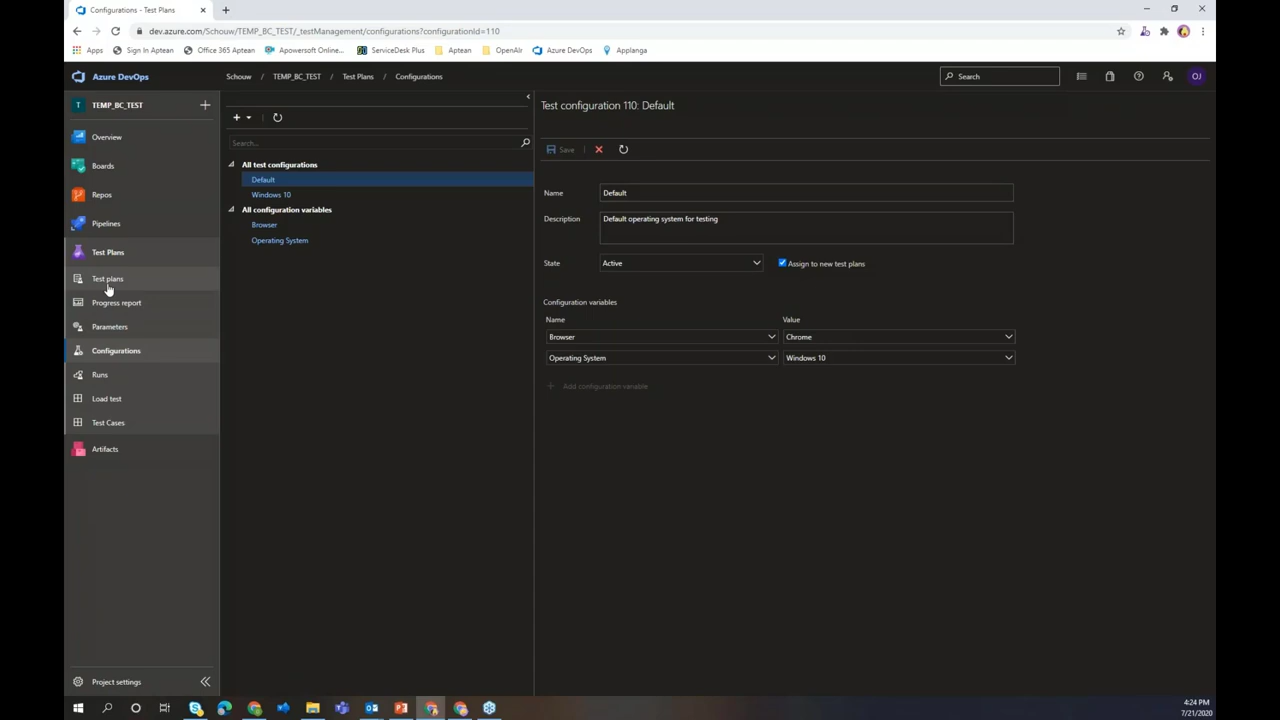 Configurations - Test Plans
dev.azure.com/Schouw/TEMP_BC_TEST/_testManagement/configurations?configurationId=110
Apps Sign In Aptean Office 365 Aptean Apowersoft Online... ServiceDesk Plus Aptean OpenAir Azure DevOps Applanga
Azure DevOps Schouw / TEMP_BC_TEST / Test Plans / Configurations Search OJ
T TEMP_BC_TEST
Overview
Boards
Repos
Pipelines
Test Plans
Test plans
Progress report
Parameters
Configurations
Runs
Load test
Test Cases
Artifacts
Project settings
Search...
All test configurations
Default
Windows 10
All configuration variables
Browser
Operating System
Test configuration 110: Default
Save
Name Default
Description Default operating system for testing
State Active Assign to new test plans
Configuration variables
Name Value
Browser Chrome
Operating System Windows 10
Add configuration variable
4:24 PM
7/21/2020